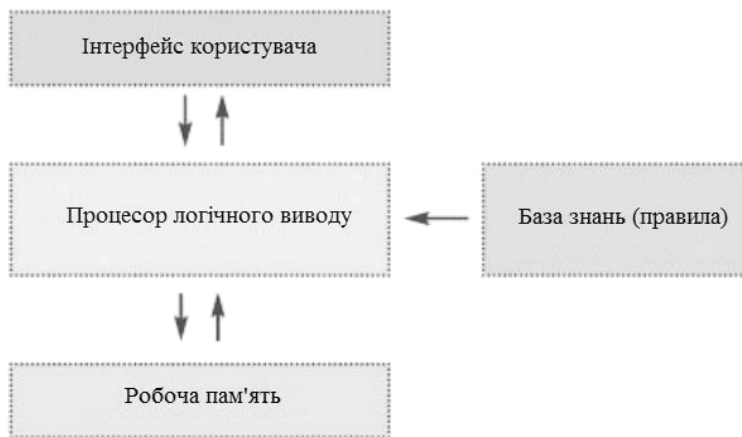 Інтерфейс користувача
Процесор логічного виводу
База знань (правила)
Робоча пам'ять